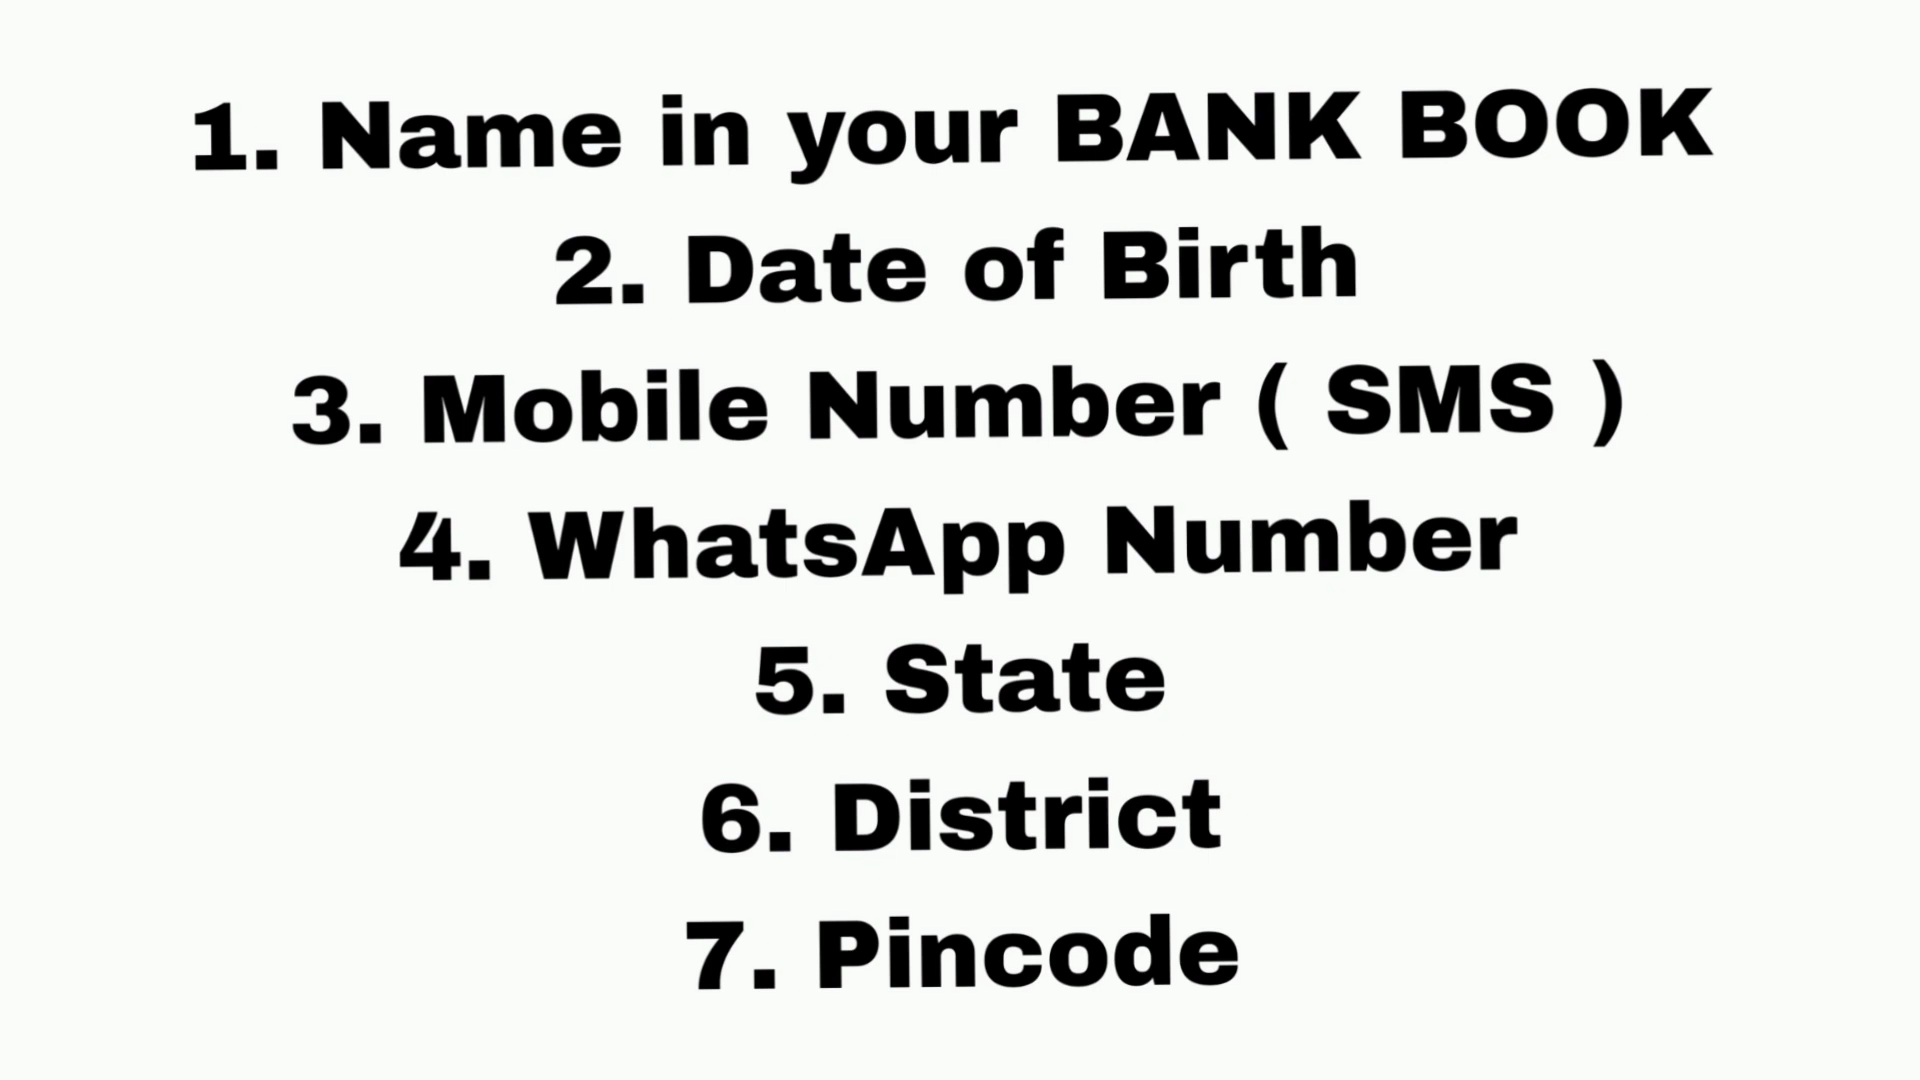 1. Name in your BANK BOOK
2. Date of Birth
3. Mobile Number ( SMS )
4. WhatsApp Number
5. State
6. District
7. Pincode